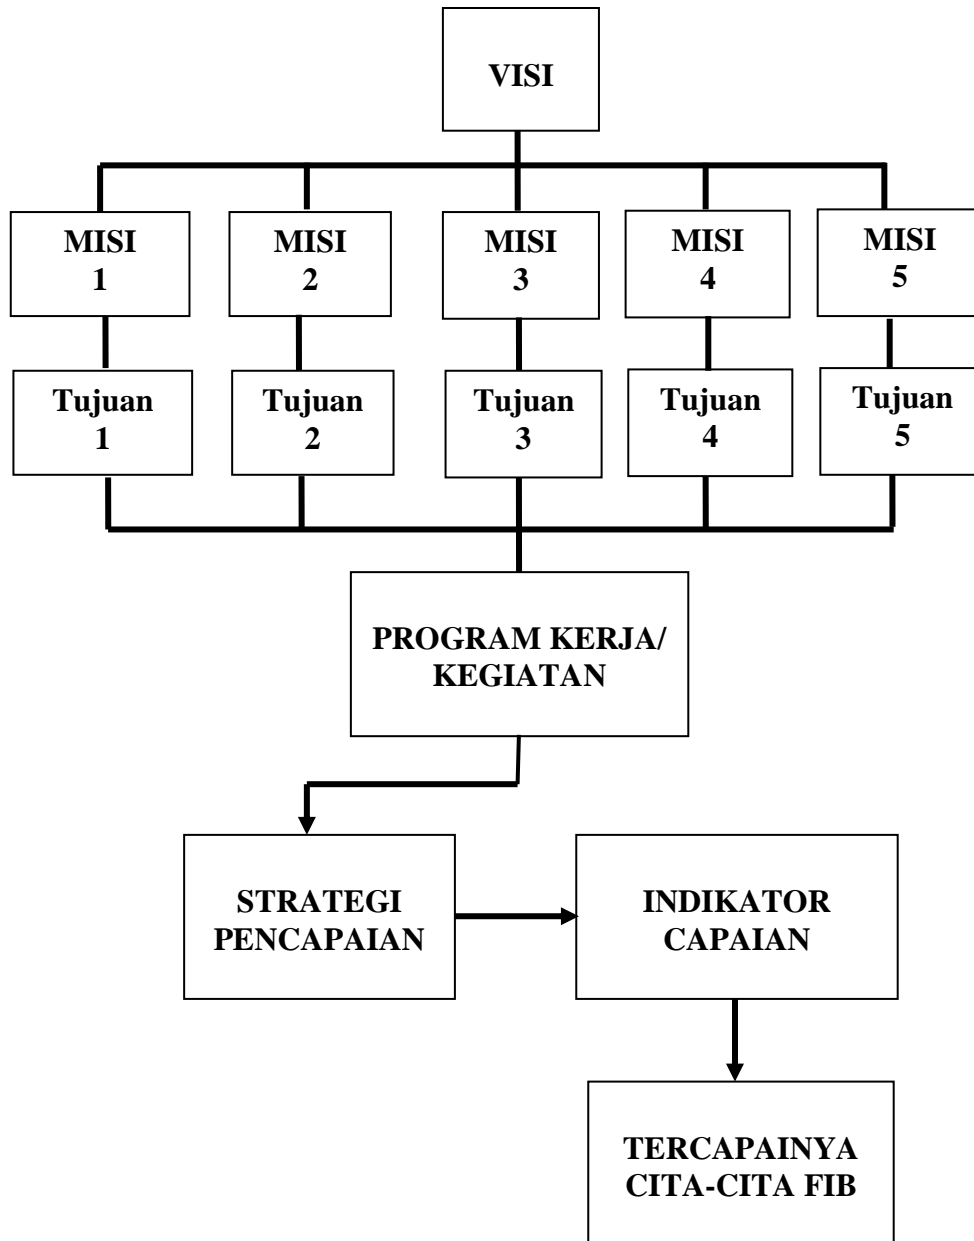 VISI
MISI
1
MISI
2
MISI
3
MISI
4
MISI
5
Tujuan
1
Tujuan
2
Tujuan
3
Tujuan
4
Tujuan
5
PROGRAM KERJA/
KEGIATAN
STRATEGI
PENCAPAIAN
INDIKATOR
CAPAIAN
TERCAPAINYA
CITA-CITA FIB